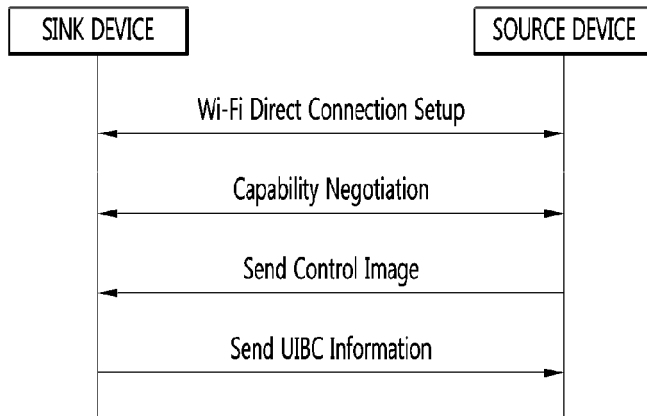 SINK DEVICE
SOURCE DEVICE
Wi-Fi Direct Connection Setup
Capability Negotiation
Send Control Image
Send UIBC Information